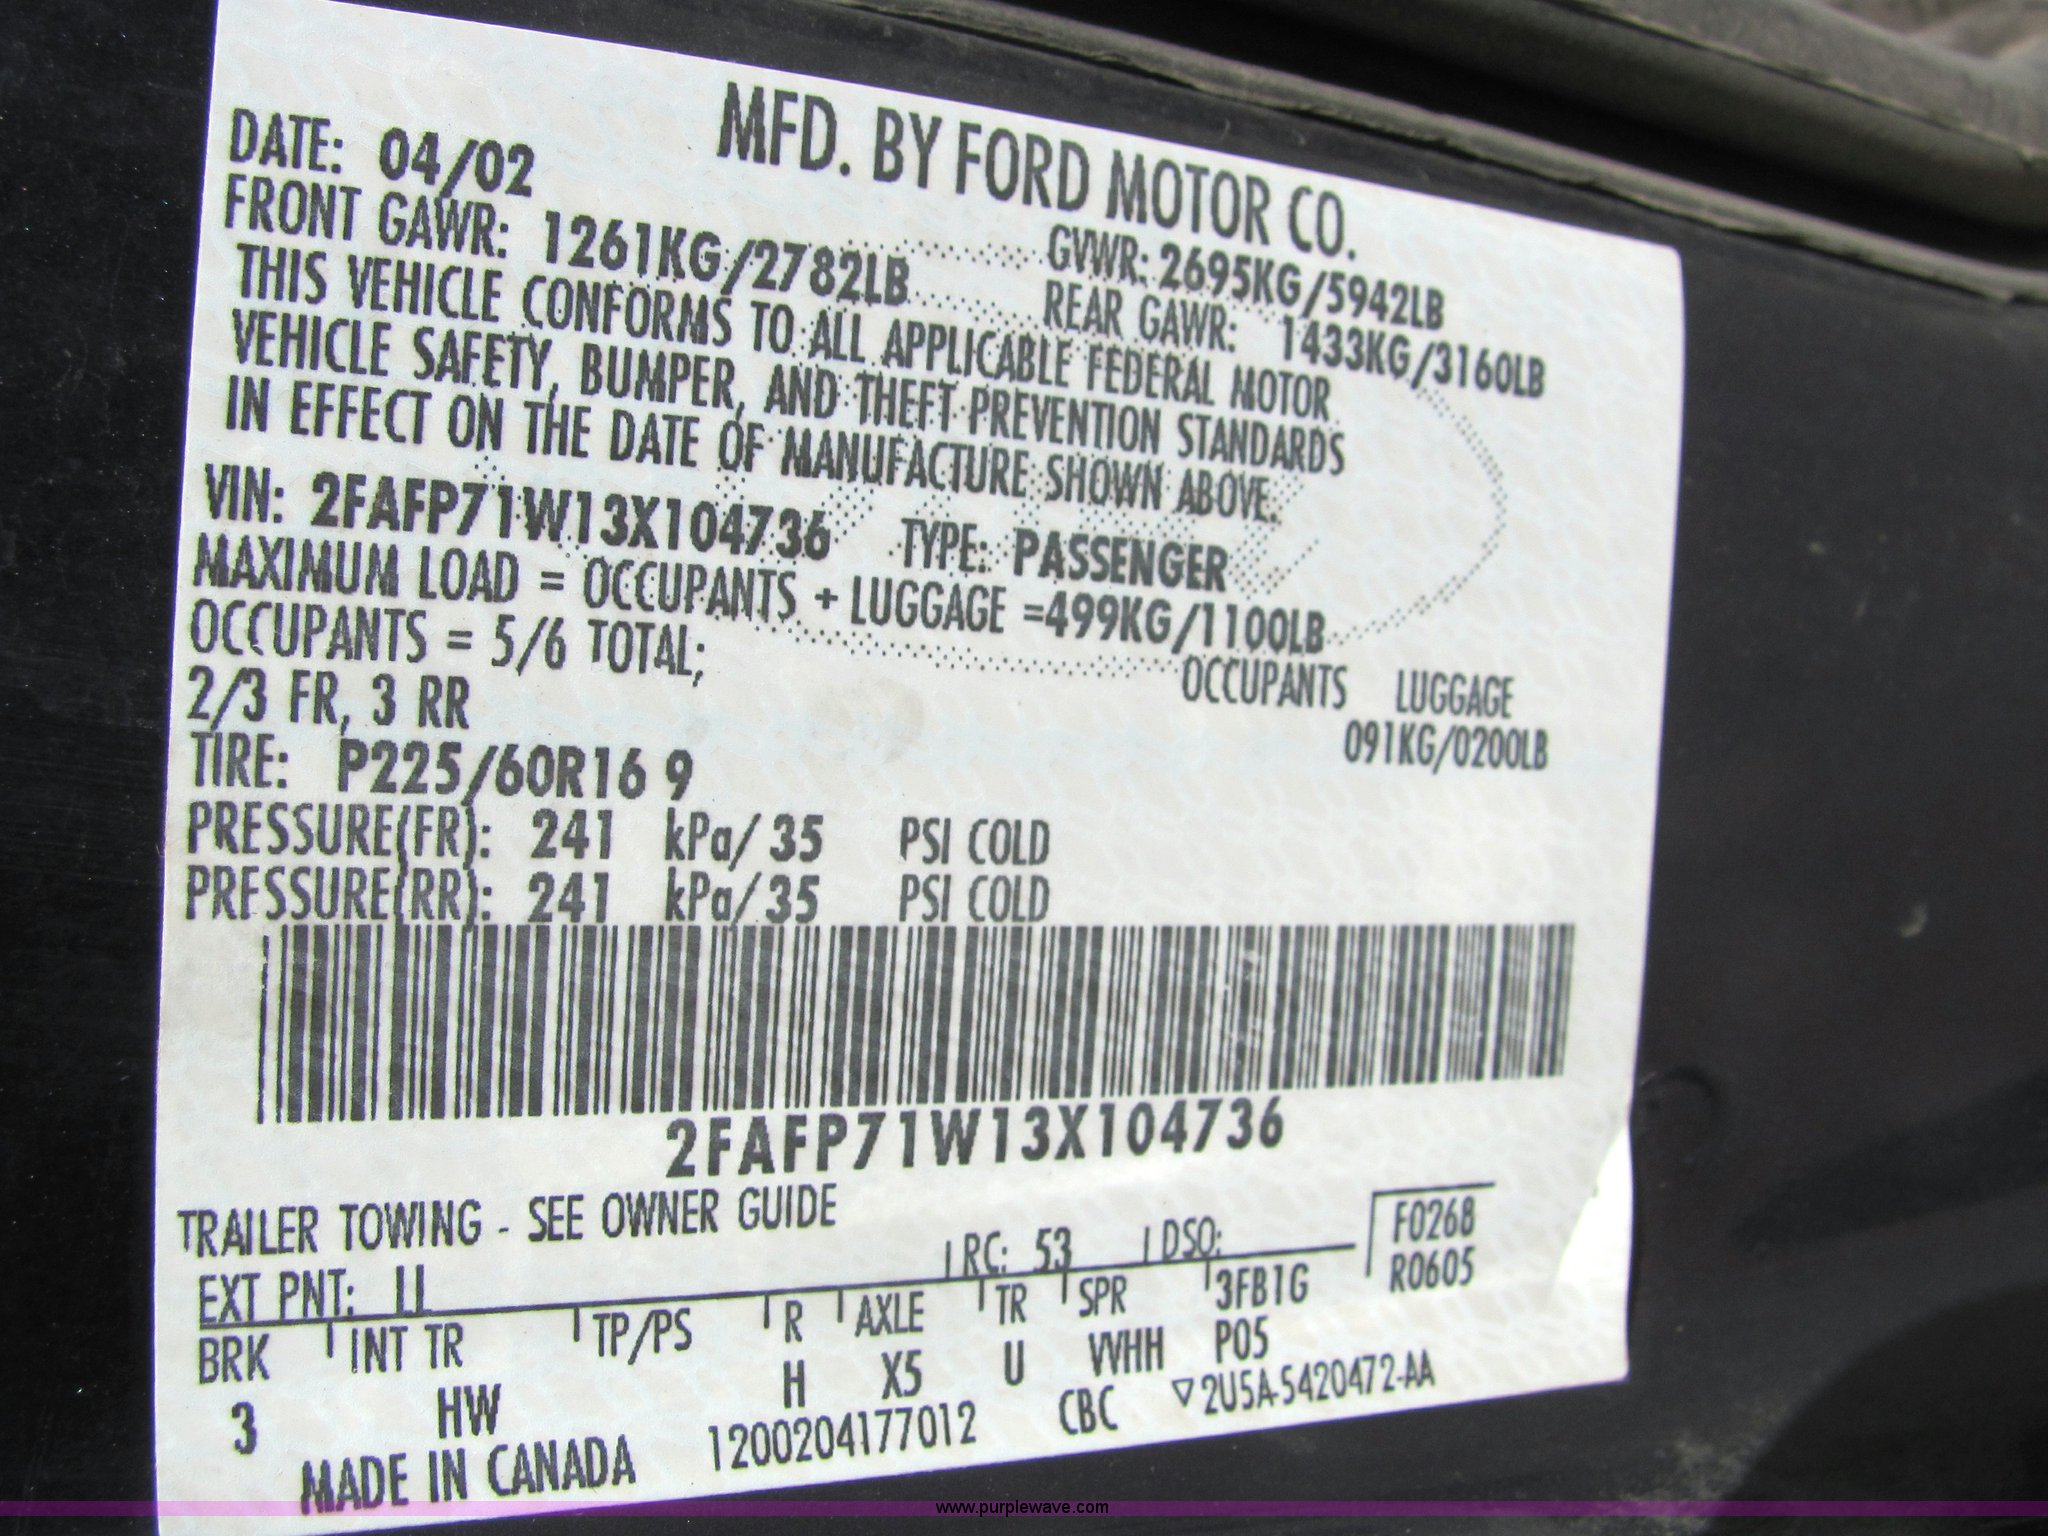 MFD. BY FORD MOTOR CO.
DATE: 04/02
GVWR: 2695KG/5942LB
FRONT GAWR: 1261KG/2782LB
REAR GAWR: 1433KG/3160LB
THIS VEHICLE CONFORMS TO ALL APPLICABLE FEDERAL MOTOR
VEHICLE SAFETY, BUMPER, AND THEFT PREVENTION STANDARDS
IN EFFECT ON THE DATE OF MANUFACTURE SHOWN ABOVE.
VIN: 2FAFP71W13X104736 TYPE: PASSENGER
MAXIMUM LOAD = OCCUPANTS + LUGGAGE =499KG/1100LB
OCCUPANTS = 5/6 TOTAL; OCCUPANTS LUGGAGE
2/3 FR, 3 RR 091KG/0200LB
TIRE: P225/60R16 9
PRESSURE(FR): 241 kPa/ 35 PSI COLD
PRESSURE(RR): 241 kPa/ 35 PSI COLD
2FAFP71W13X104736
TRAILER TOWING - SEE OWNER GUIDE
EXT PNT: RC: 53 DSO: F0268
R0605
BRK INT TR TP/PS R AXLE TR SPR 3FB1G
3 HW H X5 U VVHH P05
MADE IN CANADA 1200204177012 CBC ▽2U5A-5420472-AA
www.purplewave.com